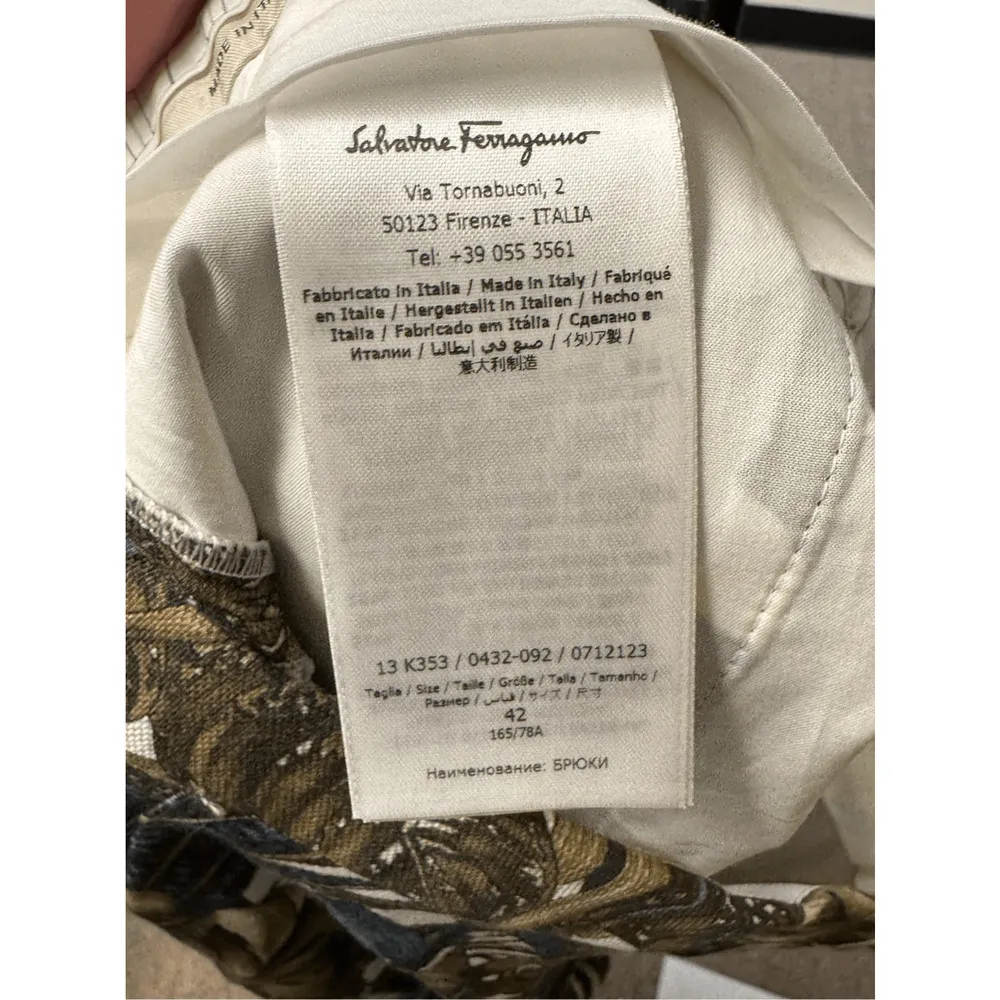 MADE IN IT
Salvatore Ferragamo
Via Tornabuoni, 2
50123 Firenze - ITALIA
Tel: +39 055 3561
Fabbricato in Italia / Made in Italy / Fabriqué
en Italie / Hergestellt in Italien / Hecho en
Italia / Fabricado em Itália / Сделано в
Италии / صنع في إيطاليا / イタリア製 /
意大利制造
13 K353 / 0432-092 / 0712123
Taglia / Size / Taille / Größe / Talla / Tamanho /
Размер / قياس / サイズ / 尺寸
42
165/78A
Наименование: БРЮКИ